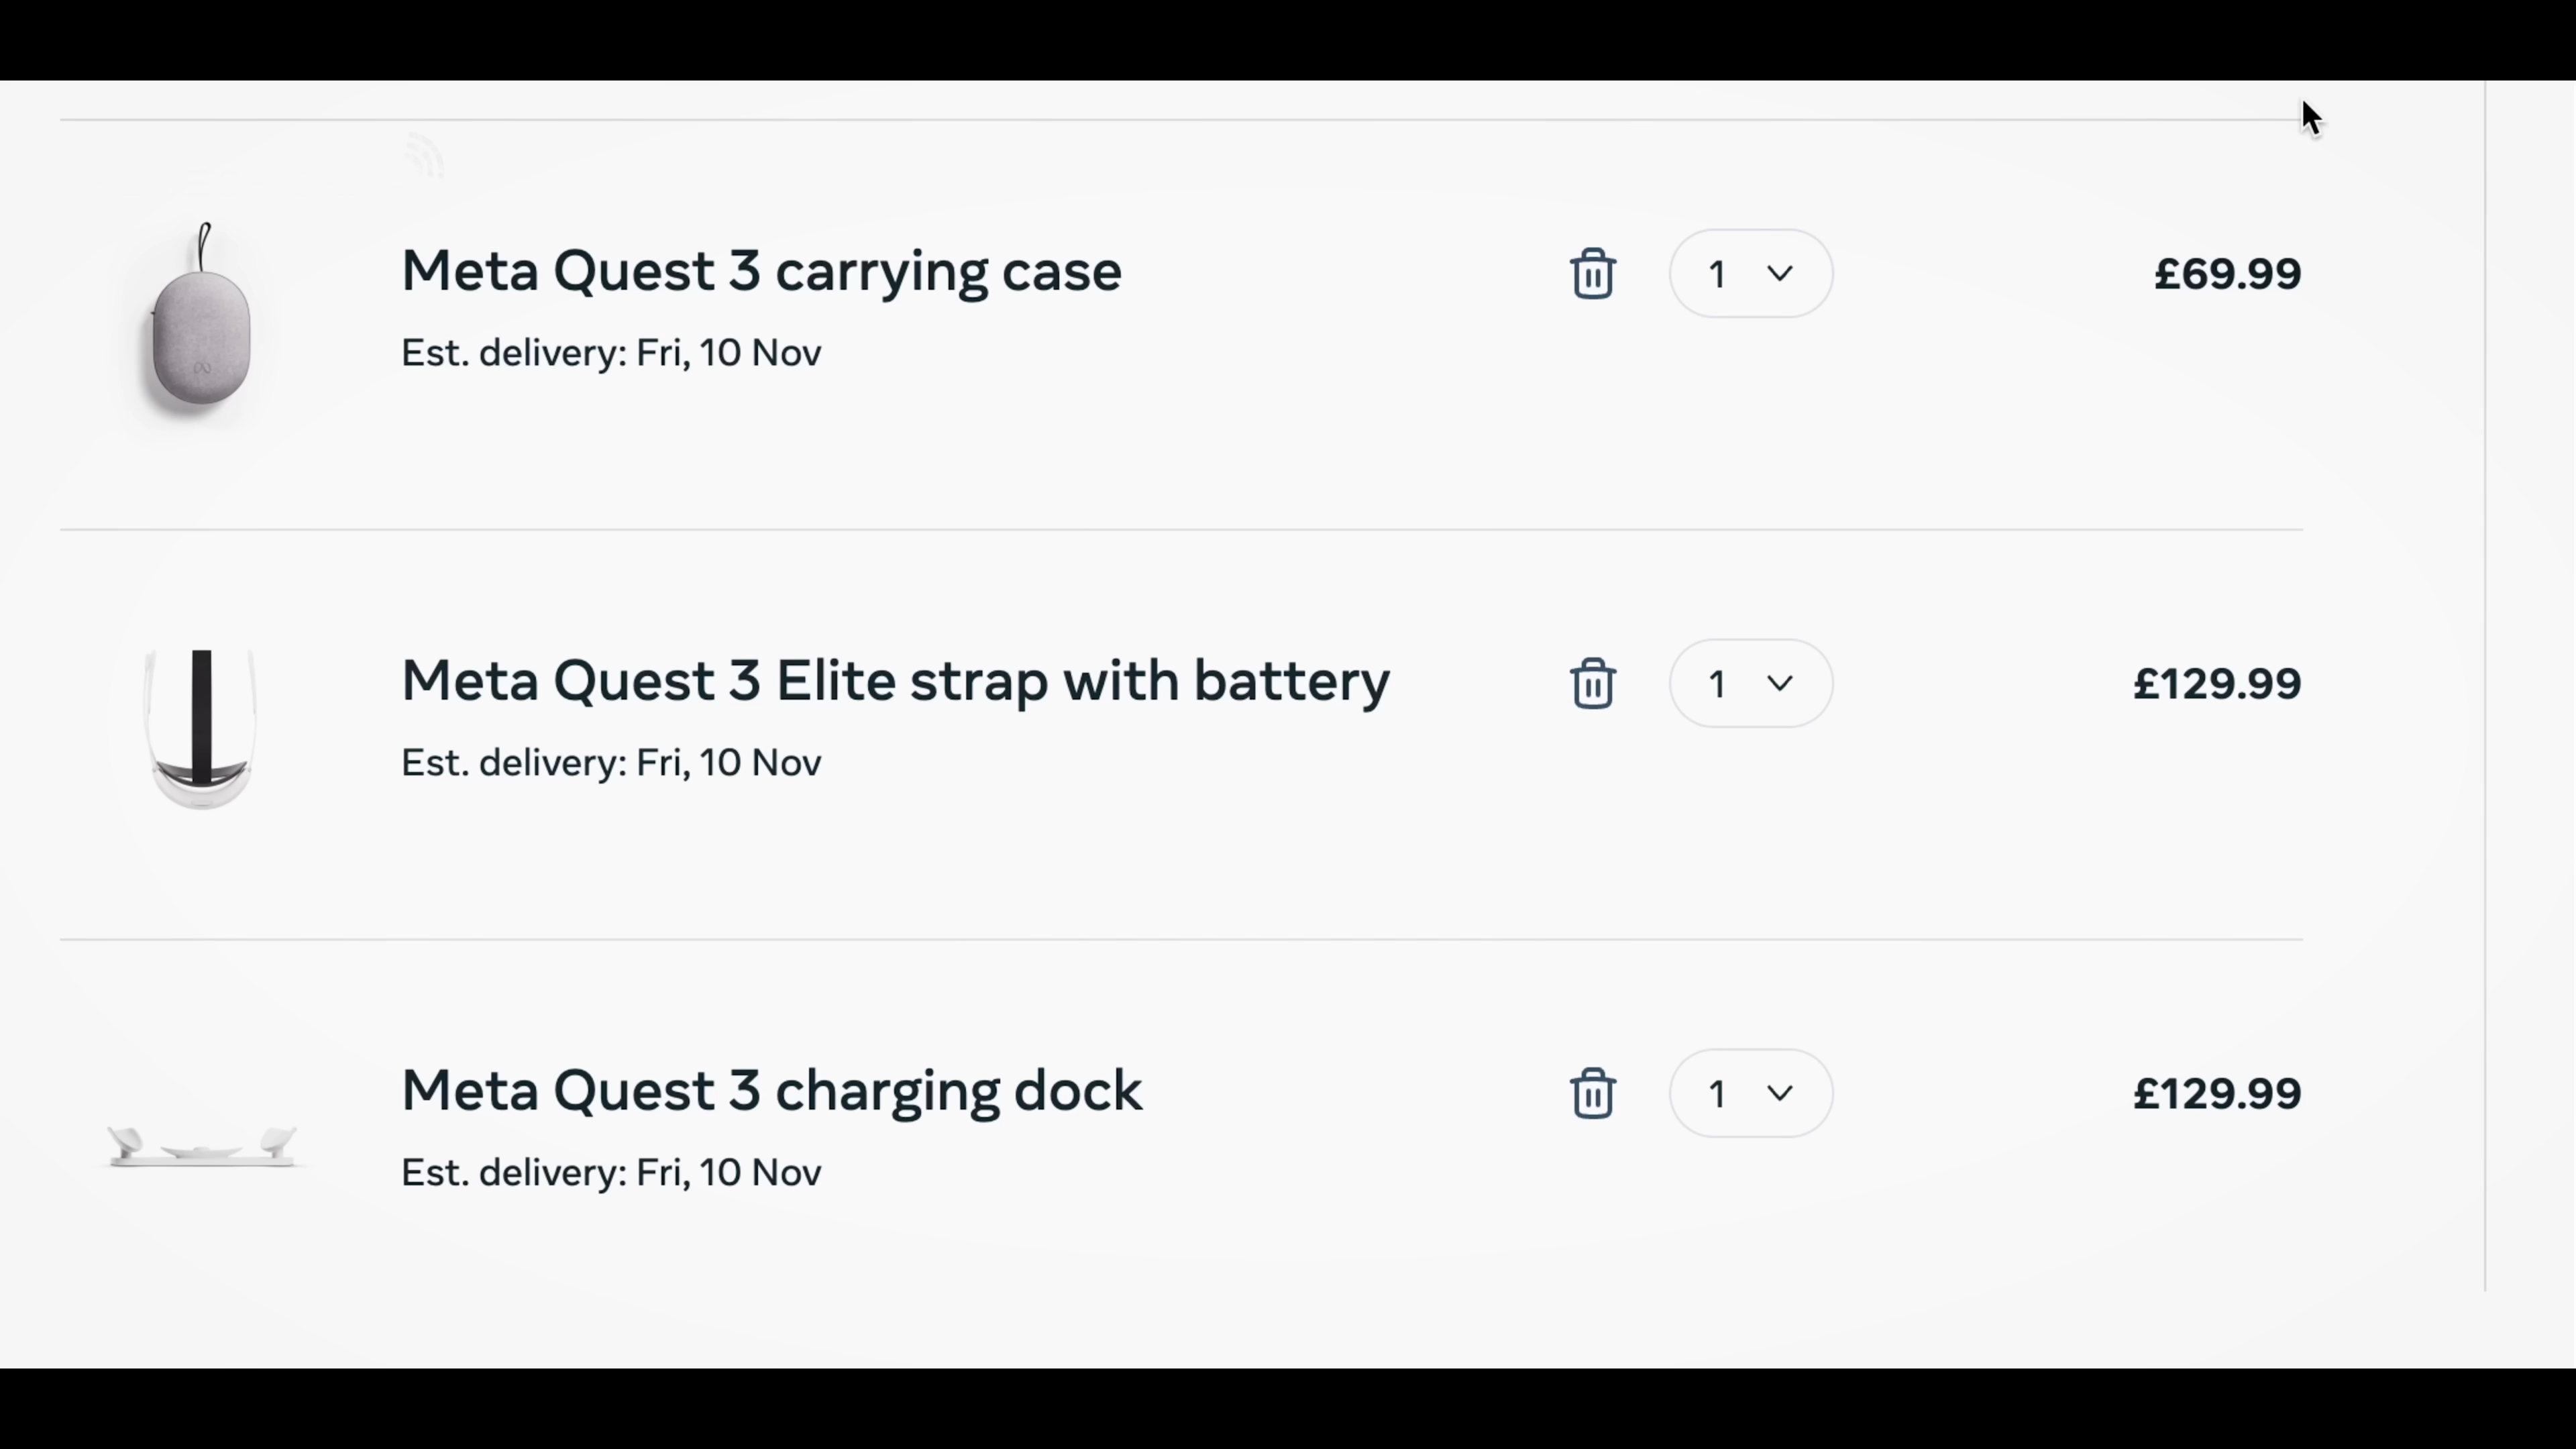 Meta Quest 3 carrying case
1
£69.99
Est. delivery: Fri, 10 Nov
Meta Quest 3 Elite strap with battery
1
£129.99
Est. delivery: Fri, 10 Nov
Meta Quest 3 charging dock
1
£129.99
Est. delivery: Fri, 10 Nov